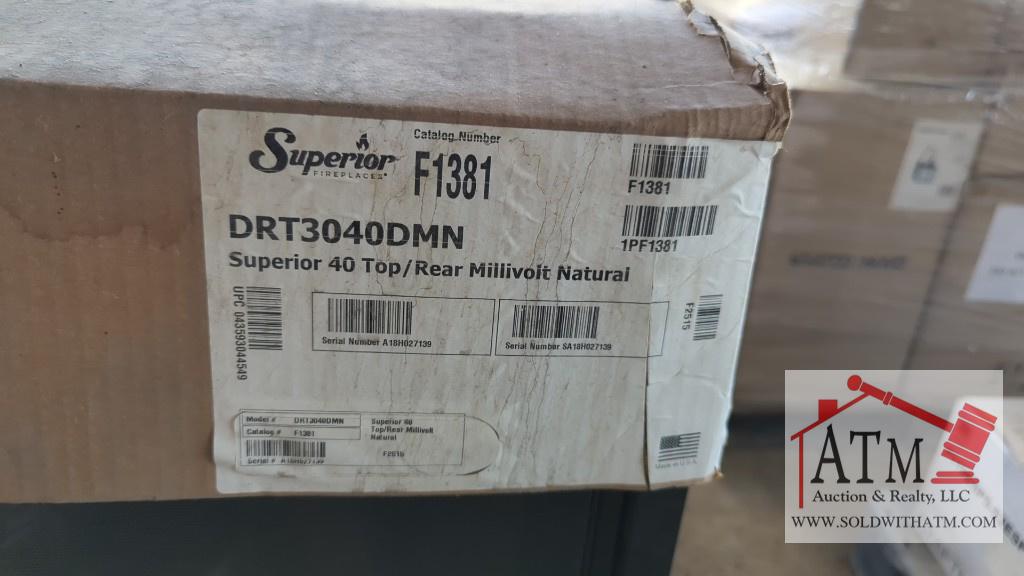 Superior
FIREPLACES
Catalog Number
F1381
F1381
1PF1381
DRT3040DMN
Superior 40 Top/Rear Millivolt Natural
UPC 043593044549
Serial Number A18H027139
Serial Number SA18H027139
F2515
Model # DRT3040DMN
Catalog # F1381
Serial # A18H027139
Superior 40
Top/Rear Millivolt
Natural
F2515
Made in U.S.A.
ATM
Auction & Realty, LLC
WWW.SOLDWITHATM.COM